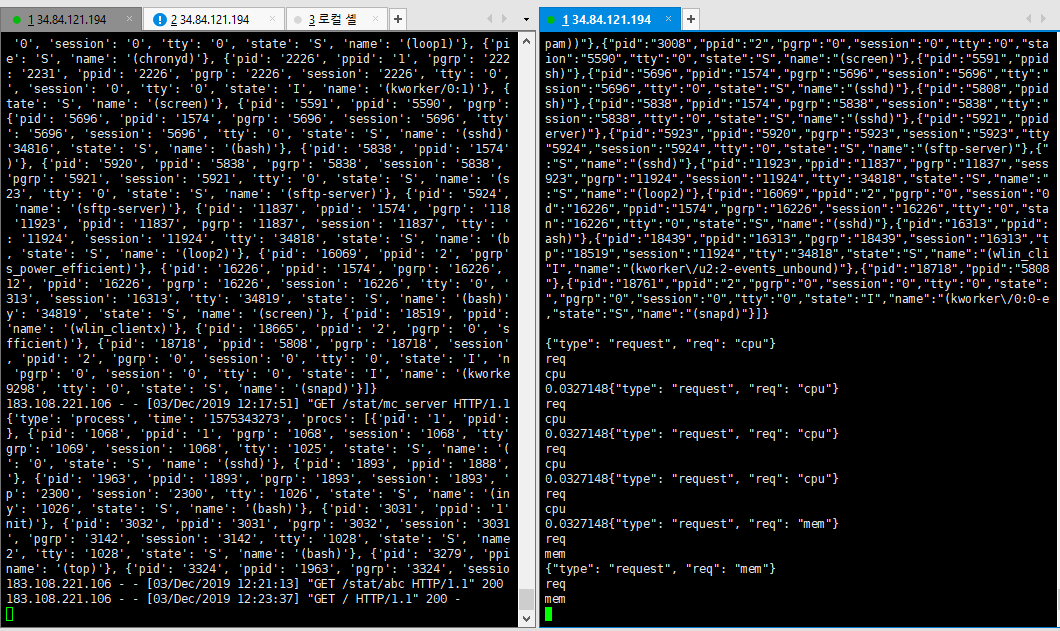 1 34.84.121.194
2 34.84.121.194
3 로컬 셸
1 34.84.121.194
 '0', 'session': '0', 'tty': '0', 'state': 'S', 'name': '(loop1)'}, {'pi
e': 'S', 'name': '(chronyd)'}, {'pid': '2226', 'ppid': '1', 'pgrp': '222
: '2231', 'ppid': '2226', 'pgrp': '2226', 'session': '2226', 'tty': '0',
', 'session': '0', 'tty': '0', 'state': 'I', 'name': '(kworker/0:1)'}, {
tate': 'S', 'name': '(screen)'}, {'pid': '5591', 'ppid': '5590', 'pgrp':
{'pid': '5696', 'ppid': '1574', 'pgrp': '5696', 'session': '5696', 'tty'
 '5696', 'session': '5696', 'tty': '0', 'state': 'S', 'name': '(sshd)'
'34816', 'state': 'S', 'name': '(bash)'}, {'pid': '5838', 'ppid': '1574'
)'}, {'pid': '5920', 'ppid': '5838', 'pgrp': '5838', 'session': '5838',
'pgrp': '5921', 'session': '5921', 'tty': '0', 'state': 'S', 'name': '(s
23', 'tty': '0', 'state': 'S', 'name': '(sftp-server)'}, {'pid': '5924'
 'name': '(sftp-server)'}, {'pid': '11837', 'ppid': '1574', 'pgrp': '118
 '11923', 'ppid': '11837', 'pgrp': '11837', 'session': '11837', 'tty':
: '11924', 'session': '11924', 'tty': '34818', 'state': 'S', 'name': '(b
, 'state': 'S', 'name': '(loop2)'}, {'pid': '16069', 'ppid': '2', 'pgrp'
s_power_efficient)'}, {'pid': '16226', 'ppid': '1574', 'pgrp': '16226',
12', 'ppid': '16226', 'pgrp': '16226', 'session': '16226', 'tty': '0',
313', 'session': '16313', 'tty': '34819', 'state': 'S', 'name': '(bash)'
y': '34819', 'state': 'S', 'name': '(screen)'}, {'pid': '18519', 'ppid':
'name': '(wlin_clientx)'}, {'pid': '18665', 'ppid': '2', 'pgrp': '0', 's
fficient)'}, {'pid': '18718', 'ppid': '5808', 'pgrp': '18718', 'session'
, 'ppid': '2', 'pgrp': '0', 'session': '0', 'tty': '0', 'state': 'I', 'n
, 'pgrp': '0', 'session': '0', 'tty': '0', 'state': 'I', 'name': '(kworke
9298', 'tty': '0', 'state': 'S', 'name': '(snapd)'}]}
183.108.221.106 - - [03/Dec/2019 12:17:51] "GET /stat/mc_server HTTP/1.1
{'type': 'process', 'time': '1575343273', 'procs': [{'pid': '1', 'ppid':
}, {'pid': '1068', 'ppid': '1', 'pgrp': '1068', 'session': '1068', 'tty'
grp': '1069', 'session': '1068', 'tty': '1025', 'state': 'S', 'name': '(
: '0', 'state': 'S', 'name': '(sshd)'}, {'pid': '1893', 'ppid': '1888',
'}, {'pid': '1963', 'ppid': '1893', 'pgrp': '1893', 'session': '1893', '
p': '2300', 'session': '2300', 'tty': '1026', 'state': 'S', 'name': '(in
y': '1026', 'state': 'S', 'name': '(bash)'}, {'pid': '3031', 'ppid': '1'
nit)'}, {'pid': '3032', 'ppid': '3031', 'pgrp': '3032', 'session': '3031
, 'pgrp': '3142', 'session': '3142', 'tty': '1028', 'state': 'S', 'name
2', 'tty': '1028', 'state': 'S', 'name': '(bash)'}, {'pid': '3279', 'ppi
name': '(top)'}, {'pid': '3324', 'ppid': '1963', 'pgrp': '3324', 'sessio
183.108.221.106 - - [03/Dec/2019 12:21:13] "GET /stat/abc HTTP/1.1" 200
183.108.221.106 - - [03/Dec/2019 12:23:37] "GET / HTTP/1.1" 200 -
pam))"},{"pid":"3008","ppid":"2","pgrp":"0","session":"0","tty":"0","sta
ion":"5590","tty":"0","state":"S","name":"(screen)"},{"pid":"5591","ppid
sh)"},{"pid":"5696","ppid":"1574","pgrp":"5696","session":"5696","tty":"
ssion":"5696","tty":"0","state":"S","name":"(sshd)"},{"pid":"5808","ppid
sh)"},{"pid":"5838","ppid":"1574","pgrp":"5838","session":"5838","tty":"
ssion":"5838","tty":"0","state":"S","name":"(sshd)"},{"pid":"5921","ppid
erver)"},{"pid":"5923","ppid":"5920","pgrp":"5923","session":"5923","tty
"5924","session":"5924","tty":"0","state":"S","name":"(sftp-server)"},{"
:"S","name":"(sshd)"},{"pid":"11923","ppid":"11837","pgrp":"11837","sess
923","pgrp":"11924","session":"11924","tty":"34818","state":"S","name":"
:"S","name":"(loop2)"},{"pid":"16069","ppid":"2","pgrp":"0","session":"0
d":"16226","ppid":"1574","pgrp":"16226","session":"16226","tty":"0","sta
n":"16226","tty":"0","state":"S","name":"(sshd)"},{"pid":"16313","ppid":
ash)"},{"pid":"18439","ppid":"16313","pgrp":"18439","session":"16313","t
p":"18519","session":"11924","tty":"34818","state":"S","name":"(wlin_cli
"I","name":"(kworker\/u2:2-events_unbound)"},{"pid":"18718","ppid":"5808
"},{"pid":"18761","ppid":"2","pgrp":"0","session":"0","tty":"0","state":
","pgrp":"0","session":"0","tty":"0","state":"I","name":"(kworker\/0:0-e
,"state":"S","name":"(snapd)"}]}
{"type": "request", "req": "cpu"}
req
cpu
0.0327148{"type": "request", "req": "cpu"}
req
cpu
0.0327148{"type": "request", "req": "cpu"}
req
cpu
0.0327148{"type": "request", "req": "cpu"}
req
cpu
0.0327148{"type": "request", "req": "mem"}
req
mem
{"type": "request", "req": "mem"}
req
mem